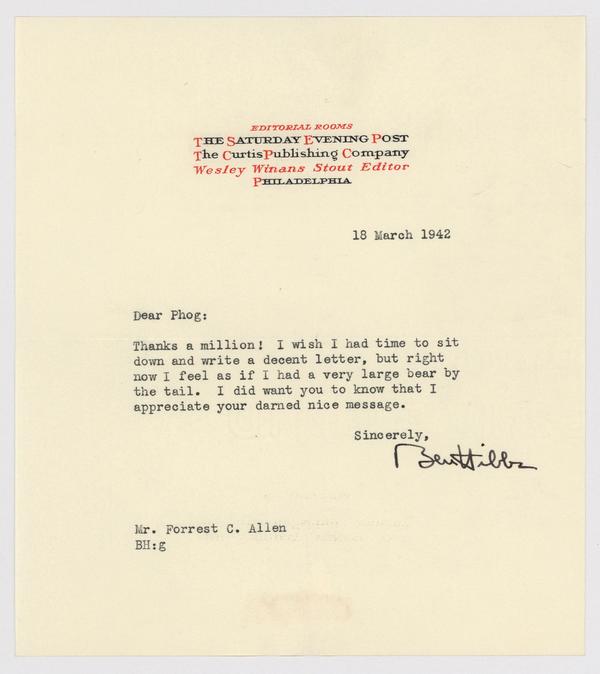 EDITORIAL ROOMS
THE SATURDAY EVENING POST
The Curtis Publishing Company
Wesley Winans Stout Editor
PHILADELPHIA
18 March 1942
Dear Phog:
Thanks a million! I wish I had time to sit
down and write a decent letter, but right
now I feel as if I had a very large bear by
the tail. I did want you to know that I
appreciate your darned nice message.
Sincerely,
Ben Hibbs
Mr. Forrest C. Allen
BH:g